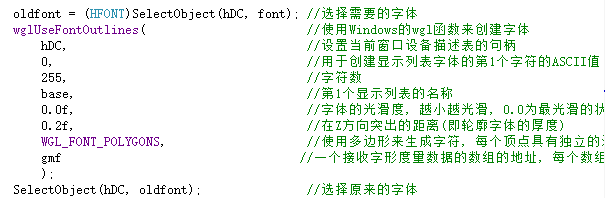 oldfont = (HFONT)SelectObject(hDC, font); //选择需要的字体
wglUseFontOutlines( //使用Windows的wgl函数来创建字体
hDC, //设置当前窗口设备描述表的句柄
0, //用于创建显示列表字体的第1个字符的ASCII值
255, //字符数
base, //第1个显示列表的名称
0.0f, //字体的光滑度，越小越光滑，0.0为最光滑的状
0.2f, //在Z方向突出的距离(即轮廓字体的厚度)
WGL_FONT_POLYGONS, //使用多边形来生成字符，每个顶点具有独立的
gmf //一个接收字形度量数据的数组的地址，每个数组
);
SelectObject(hDC, oldfont); //选择原来的字体